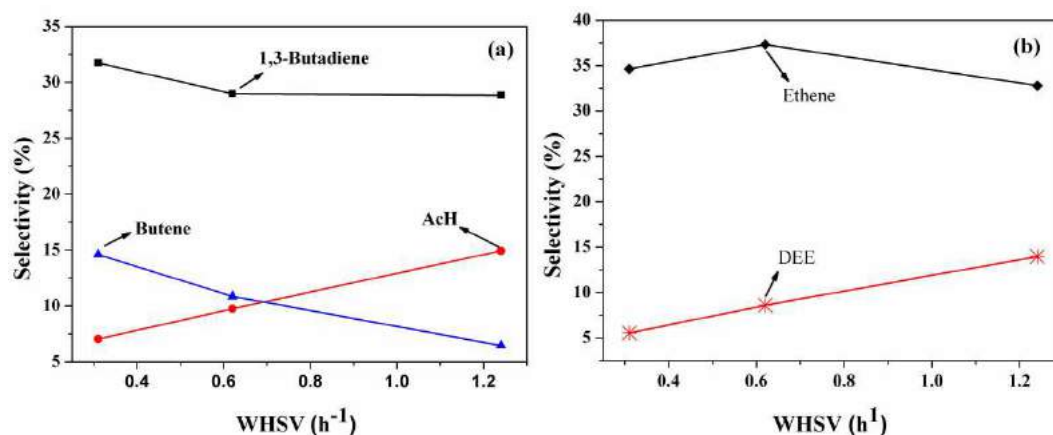 35
30
25
20
15
10
5
0.4
0.6
0.8
1.0
1.2
Selectivity (%)
WHSV (h⁻¹)
(a)
1,3-Butadiene
Butene
AcH
40
35
30
25
20
15
10
5
0.4
0.6
0.8
1.0
1.2
Selectivity (%)
WHSV (h¹)
(b)
Ethene
DEE